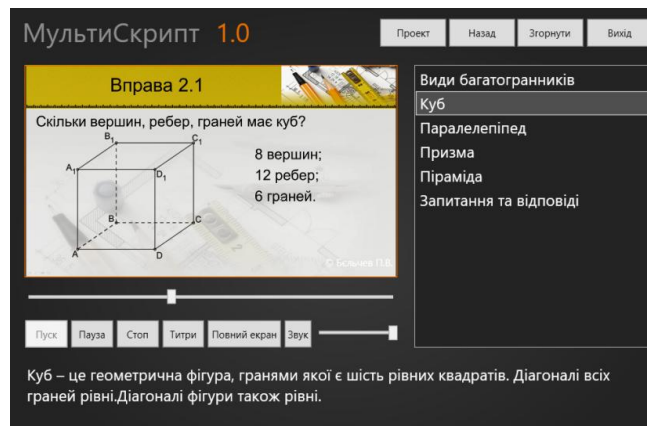 МультиСкрипт 1.0
Проект
Назад
Згорнути
Вихід
Вправа 2.1
Скільки вершин, ребер, граней має куб?
B1
C1
A1
D1
B
C
A
D
8 вершин;
12 ребер;
6 граней.
© Бєльчев П.В.
Види багатогранників
Куб
Паралелепіпед
Призма
Піраміда
Запитання та відповіді
Пуск
Пауза
Стоп
Титри
Повний екран
Звук
Куб – це геометрична фігура, гранями якої є шість рівних квадратів. Діагоналі всіх
граней рівні.Діагоналі фігури також рівні.